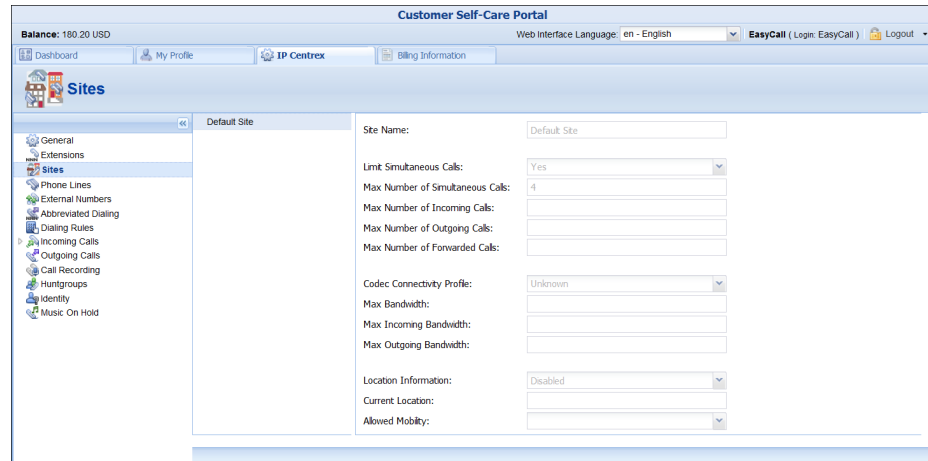 Customer Self-Care Portal
Balance: 180.20 USD
Web Interface Language: en - English
EasyCall ( Login: EasyCall )
Logout
Dashboard
My Profile
IP Centrex
Billing Information
Sites
General
Extensions
Sites
Phone Lines
External Numbers
Abbreviated Dialing
Dialing Rules
Incoming Calls
Outgoing Calls
Call Recording
Huntgroups
Identity
Music On Hold
Default Site
Site Name: Default Site
Limit Simultaneous Calls: Yes
Max Number of Simultaneous Calls: 4
Max Number of Incoming Calls:
Max Number of Outgoing Calls:
Max Number of Forwarded Calls:
Codec Connectivity Profile: Unknown
Max Bandwidth:
Max Incoming Bandwidth:
Max Outgoing Bandwidth:
Location Information: Disabled
Current Location:
Allowed Mobility: